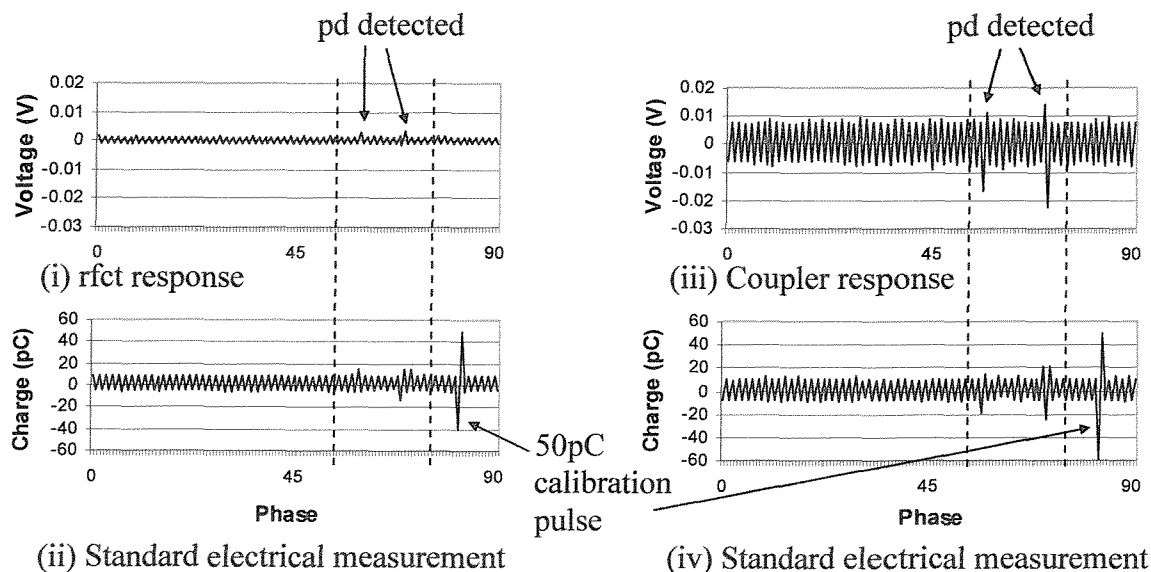 pd detected
pd detected
0.02
0.01
0
-0.01
-0.02
-0.03
Voltage (V)
0
45
90
(i) rfct response
0.02
0.01
0
-0.01
-0.02
-0.03
Voltage (V)
0
45
90
(iii) Coupler response
60
40
20
0
-20
-40
-60
Charge (pC)
0
45
90
Phase
(ii) Standard electrical measurement
50pC
calibration
pulse
60
40
20
0
-20
-40
-60
Charge (pC)
0
45
90
Phase
(iv) Standard electrical measurement